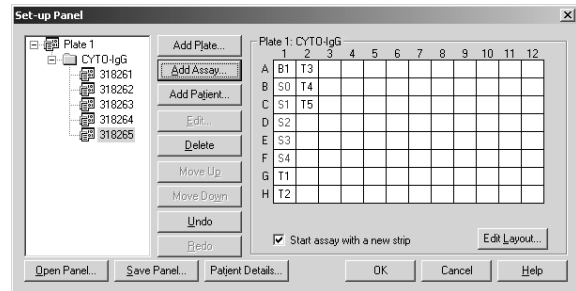 Set-up Panel
Plate 1
CYTO-IgG
318261
318262
318263
318264
318265
Add Plate...
Add Assay...
Add Patient...
Edit...
Delete
Move Up
Move Down
Undo
Redo
Plate 1: CYTO-IgG
1 2 3 4 5 6 7 8 9 10 11 12
A B1 T3
B S0 T4
C S1 T5
D S2
E S3
F S4
G T1
H T2
Start assay with a new strip
Edit Layout...
Open Panel... Save Panel... Patient Details... OK Cancel Help